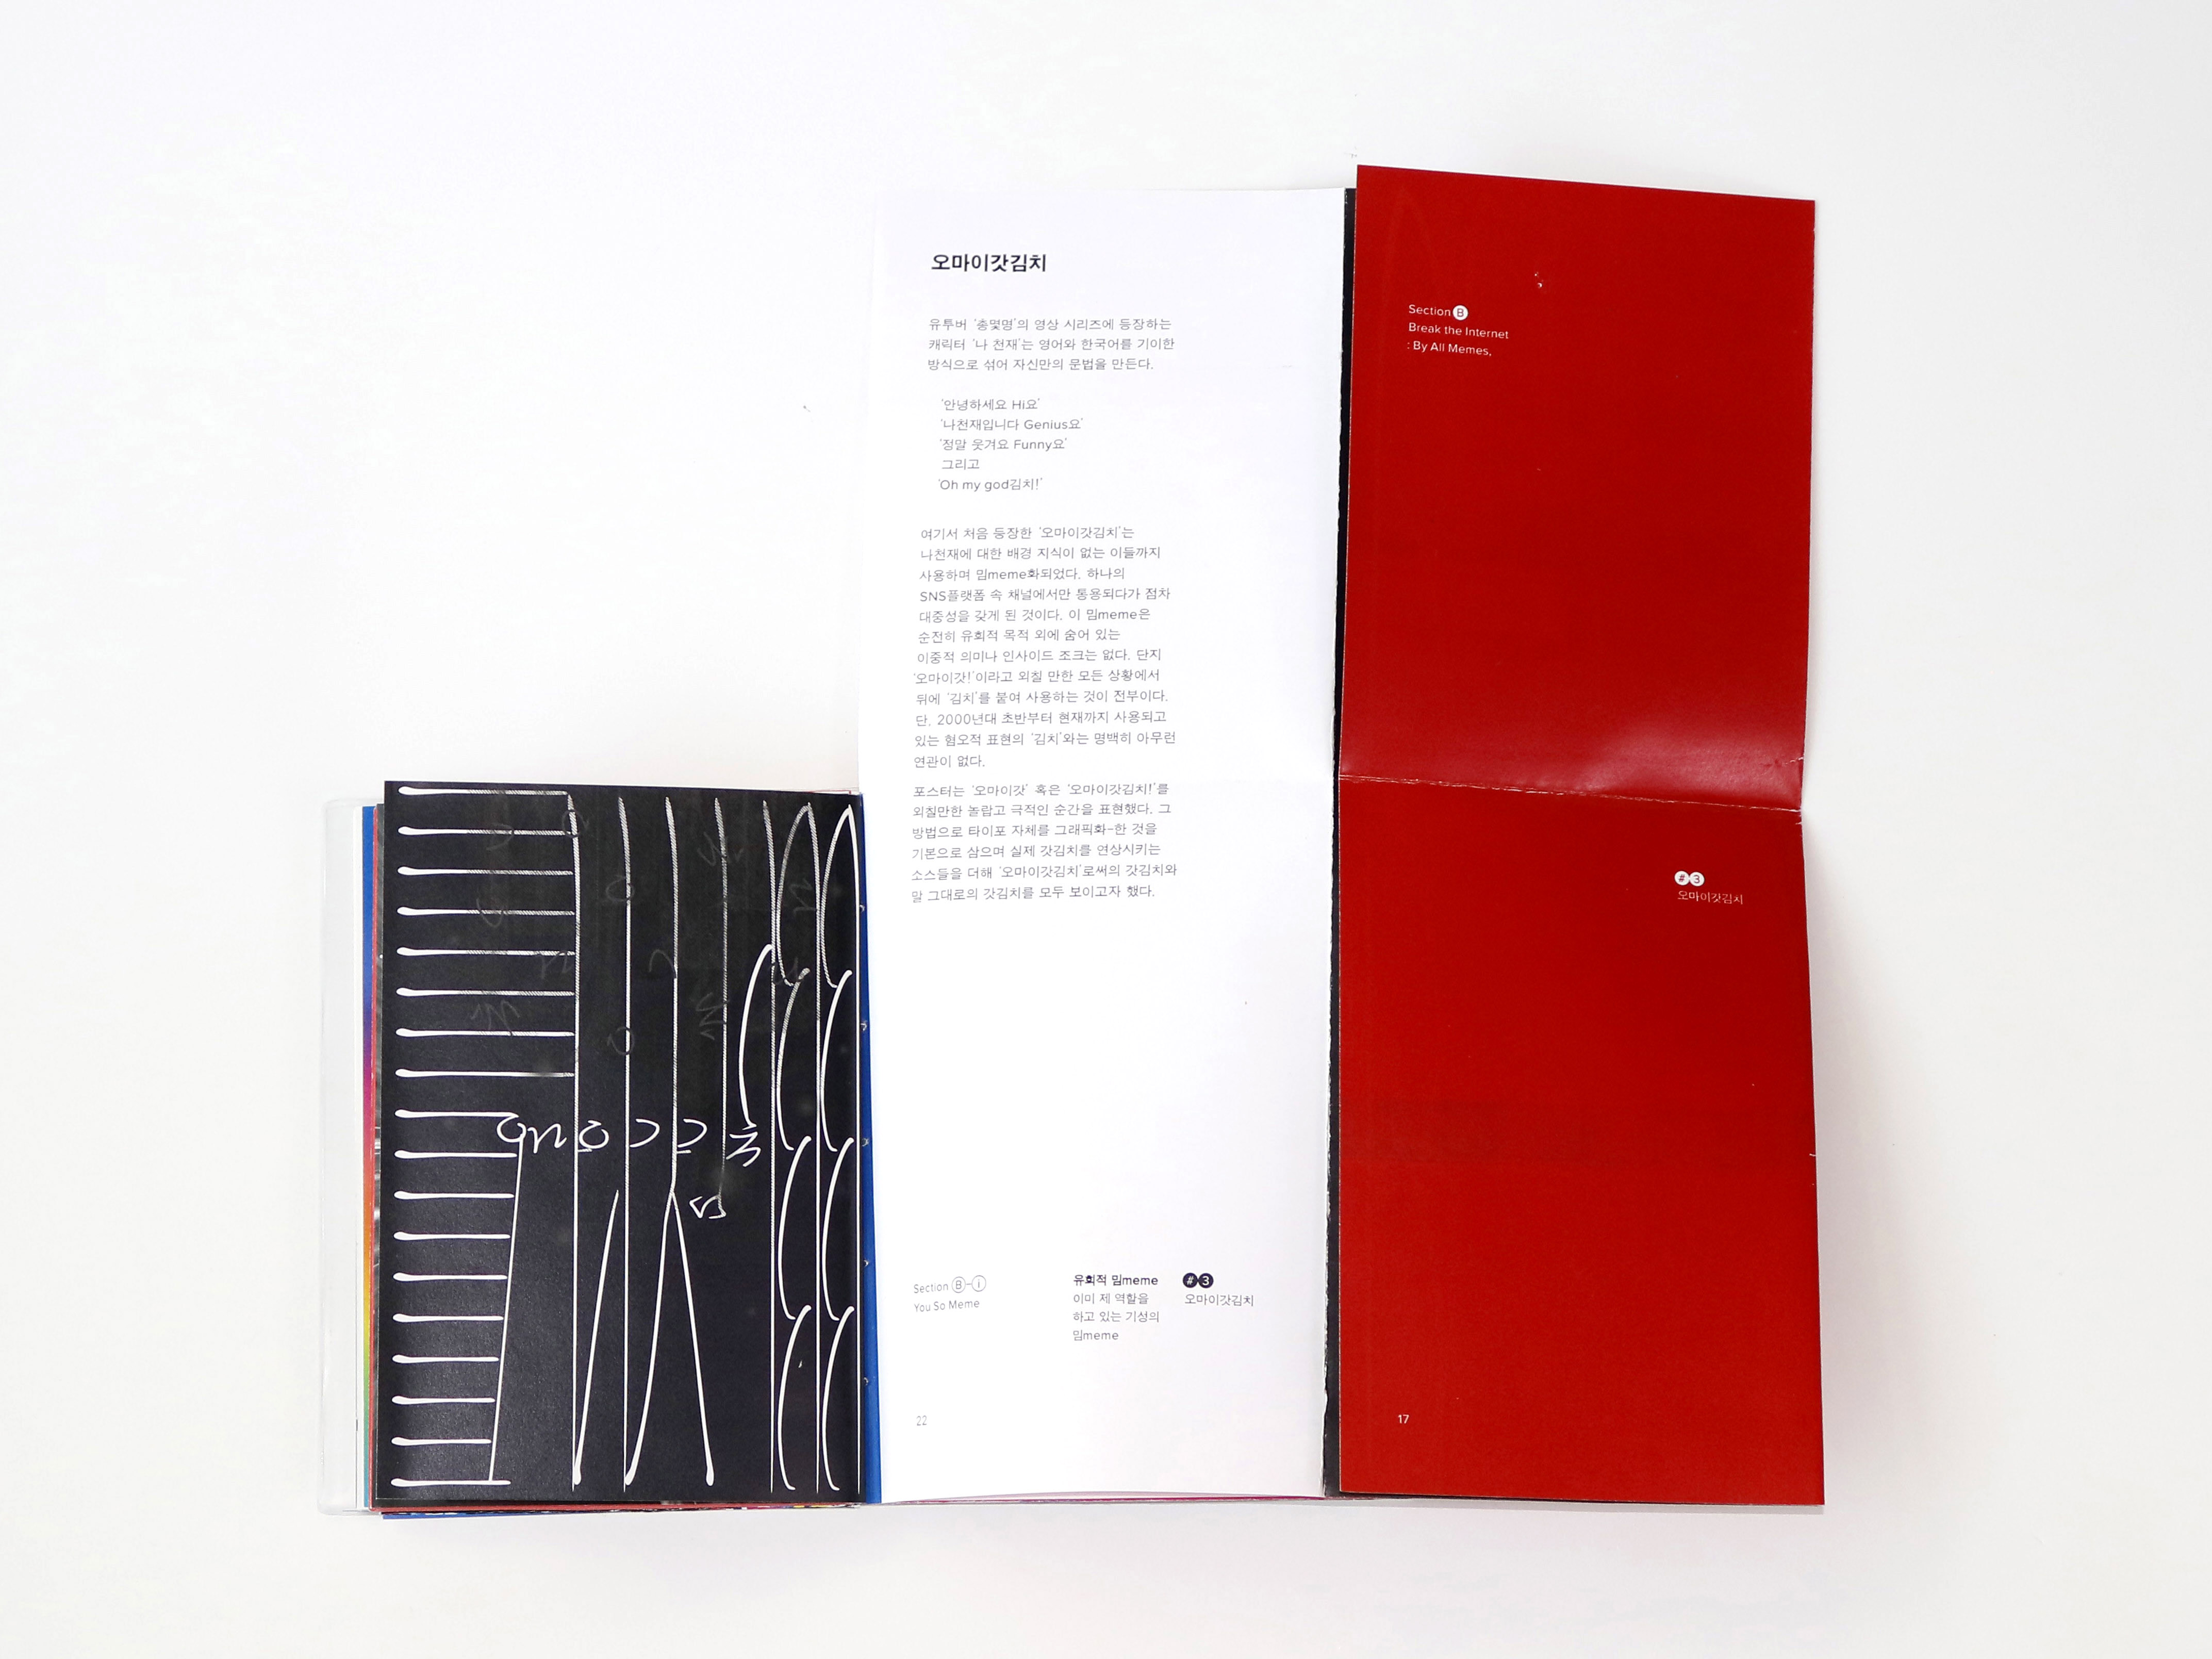 오마이갓김치
유투버 '총몇명'의 영상 시리즈에 등장하는
캐릭터 '나 천재'는 영어와 한국어를 기이한
방식으로 섞어 자신만의 문법을 만든다.
'안녕하세요 Hi요'
'나천재입니다 Genius요'
'정말 웃겨요 Funny요'
그리고
'Oh my god김치!'
여기서 처음 등장한 '오마이갓김치'는
나천재에 대한 배경 지식이 없는 이들까지
사용하며 밈meme화되었다. 하나의
SNS플랫폼 속 채널에서만 통용되다가 점차
대중성을 갖게 된 것이다. 이 밈meme은
순전히 유희적 목적 외에 숨어 있는
이중적 의미나 인사이드 조크는 없다. 단지
'오마이갓!'이라고 외칠 만한 모든 상황에서
뒤에 '김치'를 붙여 사용하는 것이 전부이다.
단, 2000년대 초반부터 현재까지 사용되고
있는 혐오적 표현의 '김치'와는 명백히 아무런
연관이 없다.
포스터는 '오마이갓' 혹은 '오마이갓김치!'를
외칠만한 놀랍고 극적인 순간을 표현했다. 그
방법으로 타이포 자체를 그래픽화-한 것을
기본으로 삼으며 실제 갓김치를 연상시키는
소스들을 더해 '오마이갓김치'로써의 갓김치와
말 그대로의 갓김치를 모두 보이고자 했다.
Section B-i
You So Meme
유희적 밈meme
이미 제 역할을
하고 있는 기성의
밈meme
#3
오마이갓김치
22
Section B
Break the Internet
: By All Memes,
#3
오마이갓김치
17